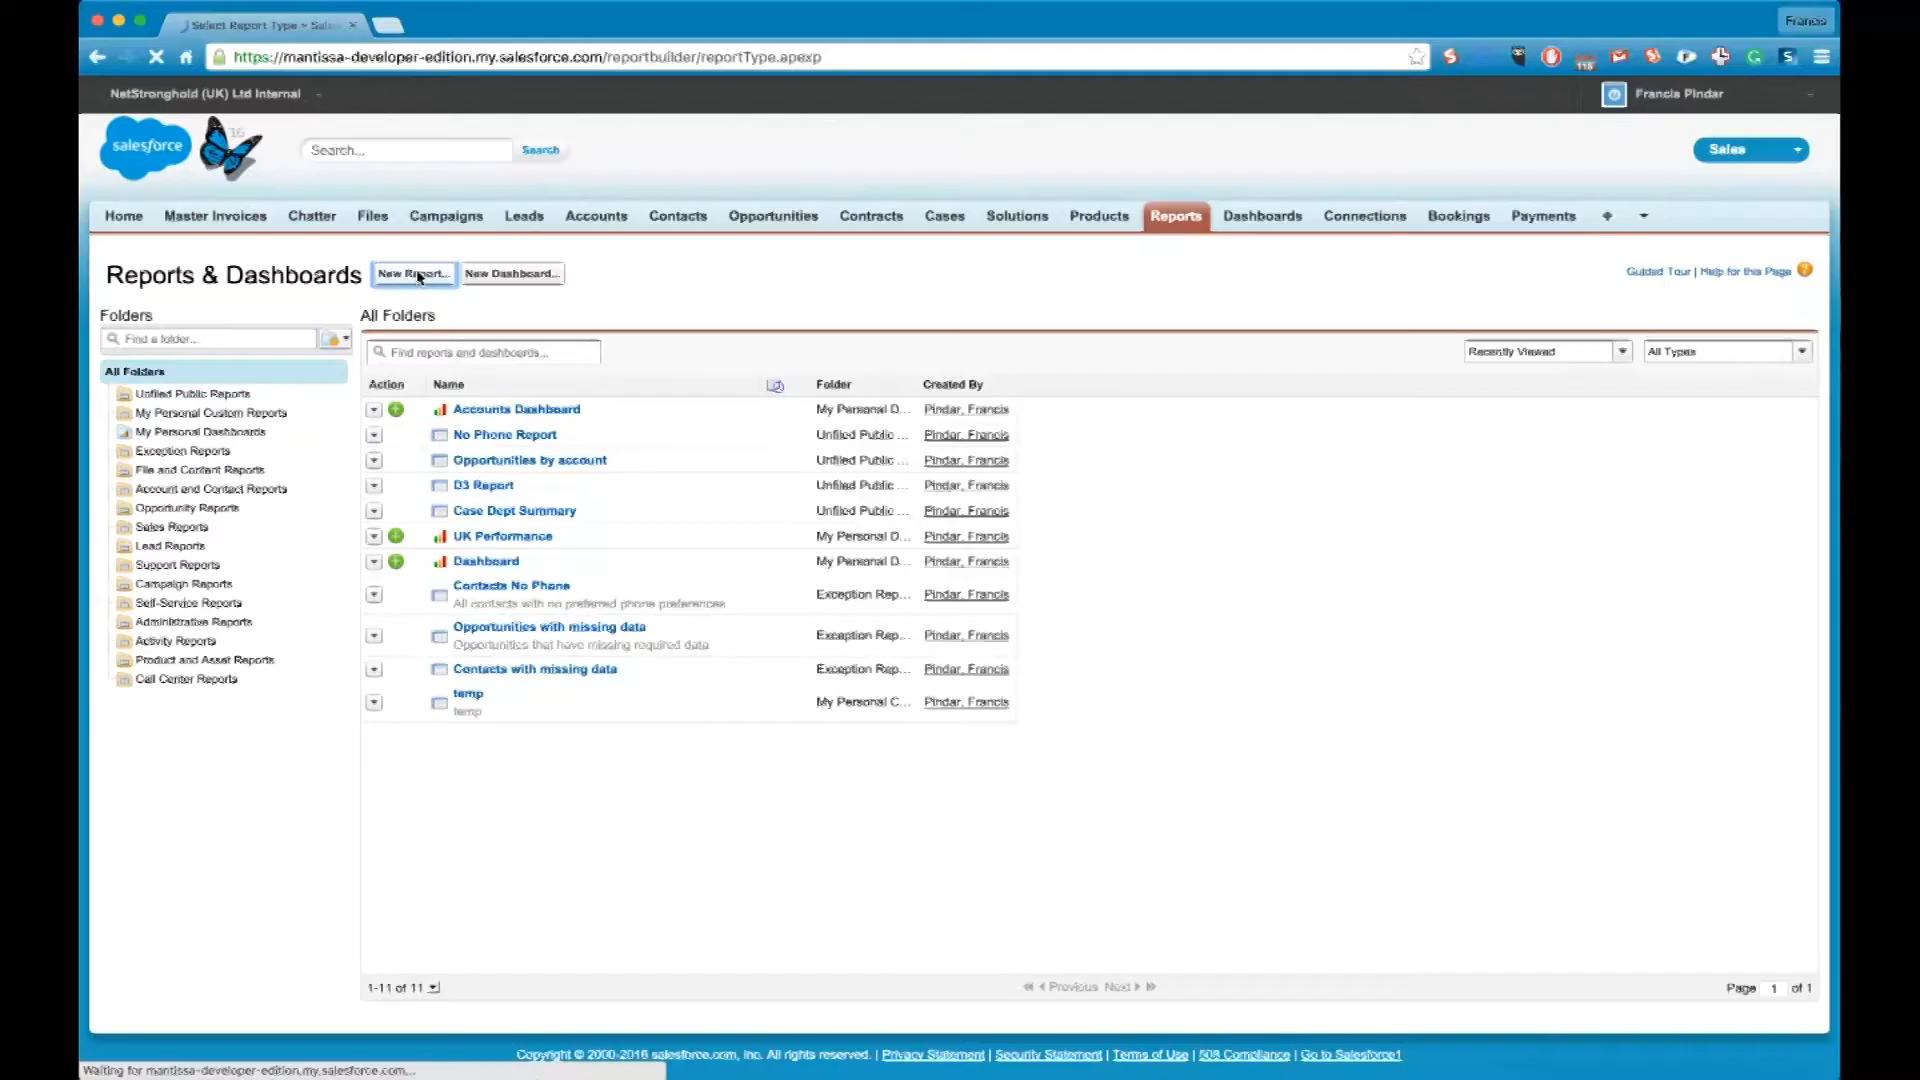 Select Report Type ~ Sales
Francis
https://mantissa-developer-edition.my.salesforce.com/reportbuilder/reportType.apexp
115
NetStronghold (UK) Ltd Internal
Francis Pindar
salesforce
16
Search...
Search
Sales
Home
Master Invoices
Chatter
Files
Campaigns
Leads
Accounts
Contacts
Opportunities
Contracts
Cases
Solutions
Products
Reports
Dashboards
Connections
Bookings
Payments
+
Reports & Dashboards
New Report...
New Dashboard...
Guided Tour | Help for this Page
Folders
All Folders
Find a folder...
Find reports and dashboards...
Recently Viewed
All Types
All Folders
Unfiled Public Reports
My Personal Custom Reports
My Personal Dashboards
Exception Reports
File and Content Reports
Account and Contact Reports
Opportunity Reports
Sales Reports
Lead Reports
Support Reports
Campaign Reports
Self-Service Reports
Administrative Reports
Activity Reports
Product and Asset Reports
Call Center Reports
Action Name Folder Created By
Accounts Dashboard My Personal D... Pindar, Francis
No Phone Report Unfiled Public ... Pindar, Francis
Opportunities by account Unfiled Public ... Pindar, Francis
D3 Report Unfiled Public ... Pindar, Francis
Case Dept Summary Unfiled Public ... Pindar, Francis
UK Performance My Personal D... Pindar, Francis
Dashboard My Personal D... Pindar, Francis
Contacts No Phone Exception Rep... Pindar, Francis
All contacts with no preferred phone preferences
Opportunities with missing data Exception Rep... Pindar, Francis
Opportunities that have missing required data
Contacts with missing data Exception Rep... Pindar, Francis
temp My Personal C... Pindar, Francis
temp
1-11 of 11
Previous Next
Page 1 of 1
Copyright © 2000-2016 salesforce.com, inc. All rights reserved. | Privacy Statement | Security Statement | Terms of Use | 508 Compliance | Go to Salesforce1
Waiting for mantissa-developer-edition.my.salesforce.com...